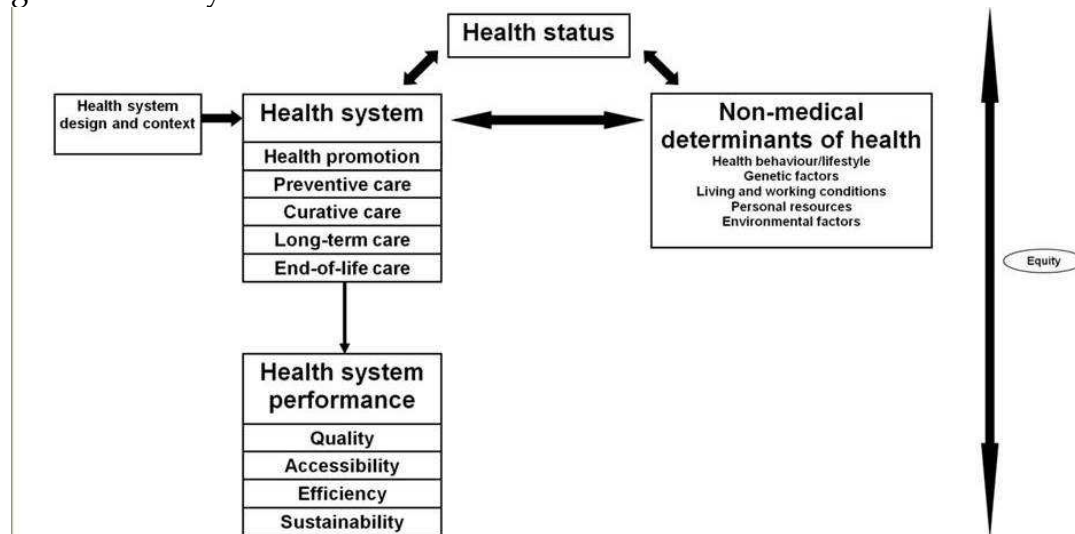 Health status
Health system
design and context
Health system
Health promotion
Preventive care
Curative care
Long-term care
End-of-life care
Non-medical
determinants of health
Health behaviour/lifestyle
Genetic factors
Living and working conditions
Personal resources
Environmental factors
Equity
Health system
performance
Quality
Accessibility
Efficiency
Sustainability